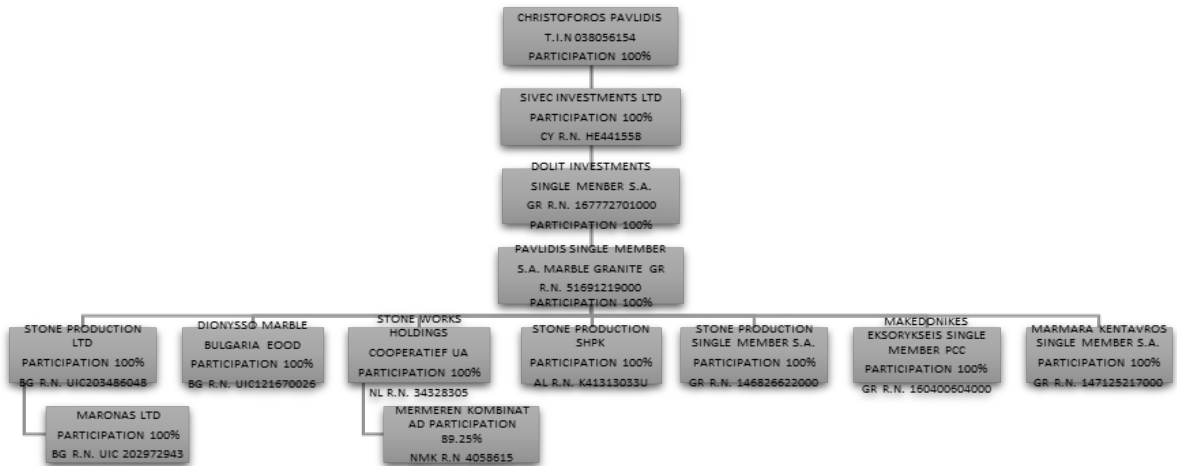 CHRISTOFOROS PAVLIDIS
T.I.N 038056154
PARTICIPATION 100%
SIVEC INVESTMENTS LTD
PARTICIPATION 100%
CY R.N. HE441558
DOLIT INVESTMENTS
SINGLE MENBER S.A.
GR R.N. 167772701000
PARTICIPATION 100%
PAVLIDIS SINGLE MEMBER
S.A. MARBLE GRANITE GR
R.N. 51691219000
PARTICIPATION 100%
STONE PRODUCTION
LTD
PARTICIPATION 100%
BG R.N. UIC203486048
DIONYSSO MARBLE
BULGARIA EOOD
PARTICIPATION 100%
BG R.N. UIC121670026
STONE WORKS
HOLDINGS
COOPERATIEF UA
PARTICIPATION 100%
NL R.N. 34328305
STONE PRODUCTION
SHPK
PARTICIPATION 100%
AL R.N. K41313033U
STONE PRODUCTION
SINGLE MEMBER S.A.
PARTICIPATION 100%
GR R.N. 146826622000
MAKEDONIKES
EKSORYKSEIS SINGLE
MEMBER PCC
PARTICIPATION 100%
GR R.N. 160400604000
MARMARA KENTAVROS
SINGLE MEMBER S.A.
PARTICIPATION 100%
GR R.N. 147125217000
MARONAS LTD
PARTICIPATION 100%
BG R.N. UIC 202972943
MERMEREN KOMBINAT
AD PARTICIPATION
89.25%
NMK R.N 4058615